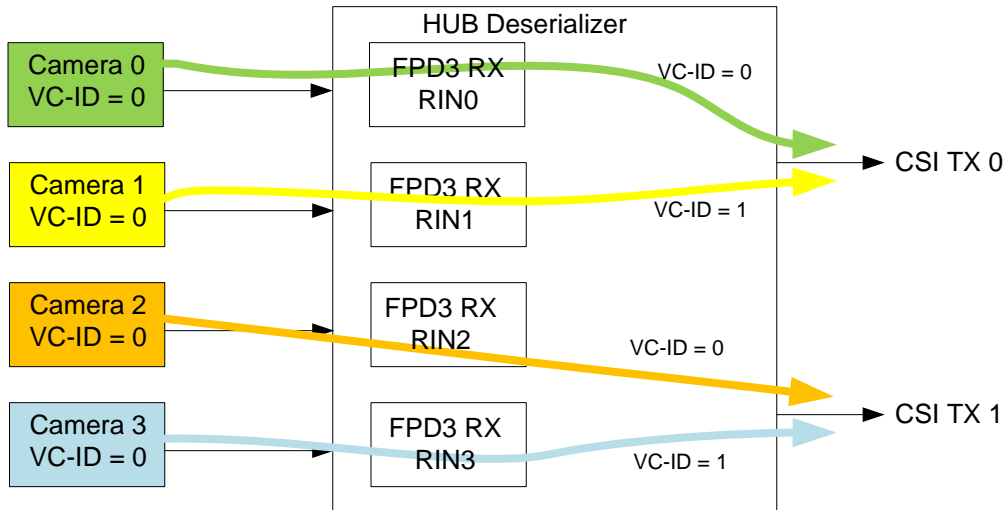 HUB Deserializer
Camera 0
VC-ID = 0
FPD3 RX
RIN0
VC-ID = 0
CSI TX 0
Camera 1
VC-ID = 0
FPD3 RX
RIN1
VC-ID = 1
Camera 2
VC-ID = 0
FPD3 RX
RIN2
VC-ID = 0
CSI TX 1
Camera 3
VC-ID = 0
FPD3 RX
RIN3
VC-ID = 1